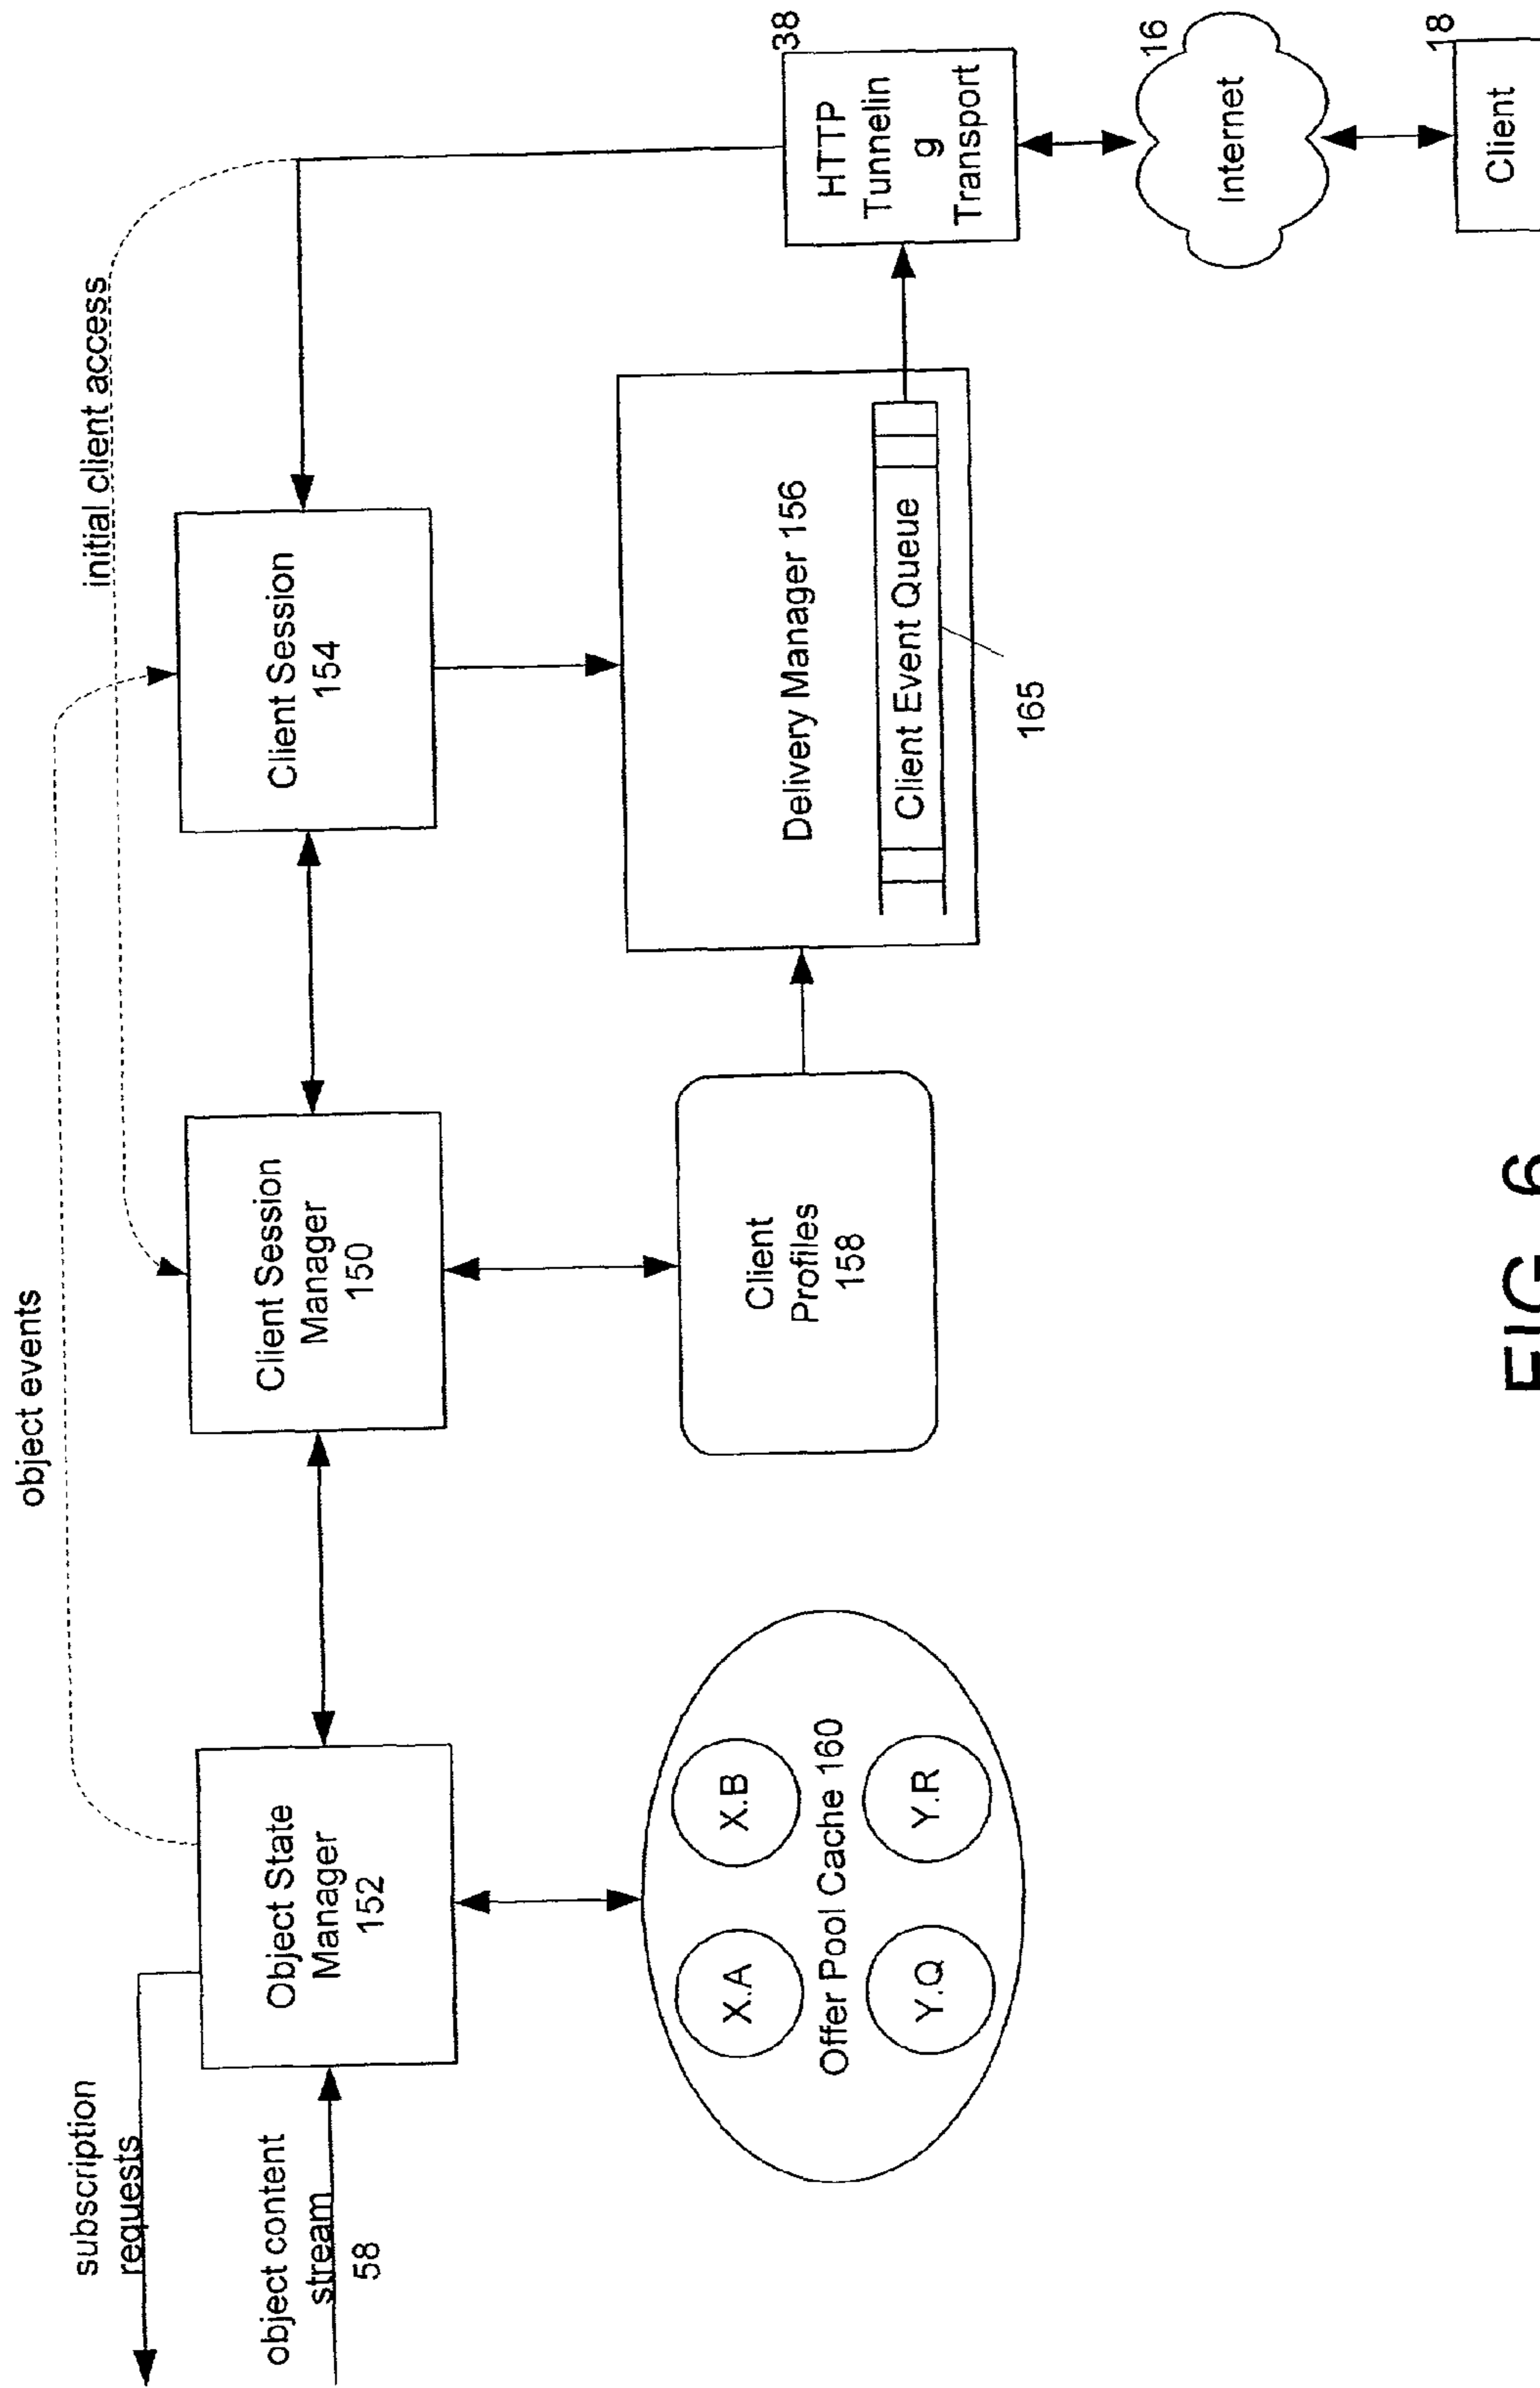 object events
initial client access
subscription
requests
object content
stream
58
Object State
Manager
152
Client Session
Manager
150
Client Session
154
X.A
X.B
Offer Pool Cache 160
Y.Q
Y.R
Client
Profiles
158
Delivery Manager 156
Client Event Queue
165
38
HTTP
Tunnelin
g
Transport
16
Internet
18
Client
FIG. 6